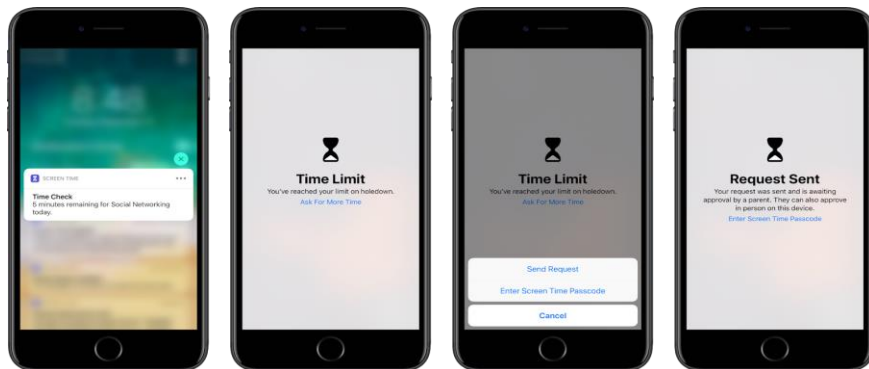 8:48
SCREEN TIME
Time Check
5 minutes remaining for Social Networking
today.
Time Limit
You've reached your limit on holedown.
Ask For More Time
Time Limit
You've reached your limit on holedown.
Ask For More Time
Send Request
Enter Screen Time Passcode
Cancel
Request Sent
Your request was sent and is awaiting
approval by a parent. They can also approve
in person on this device.
Enter Screen Time Passcode